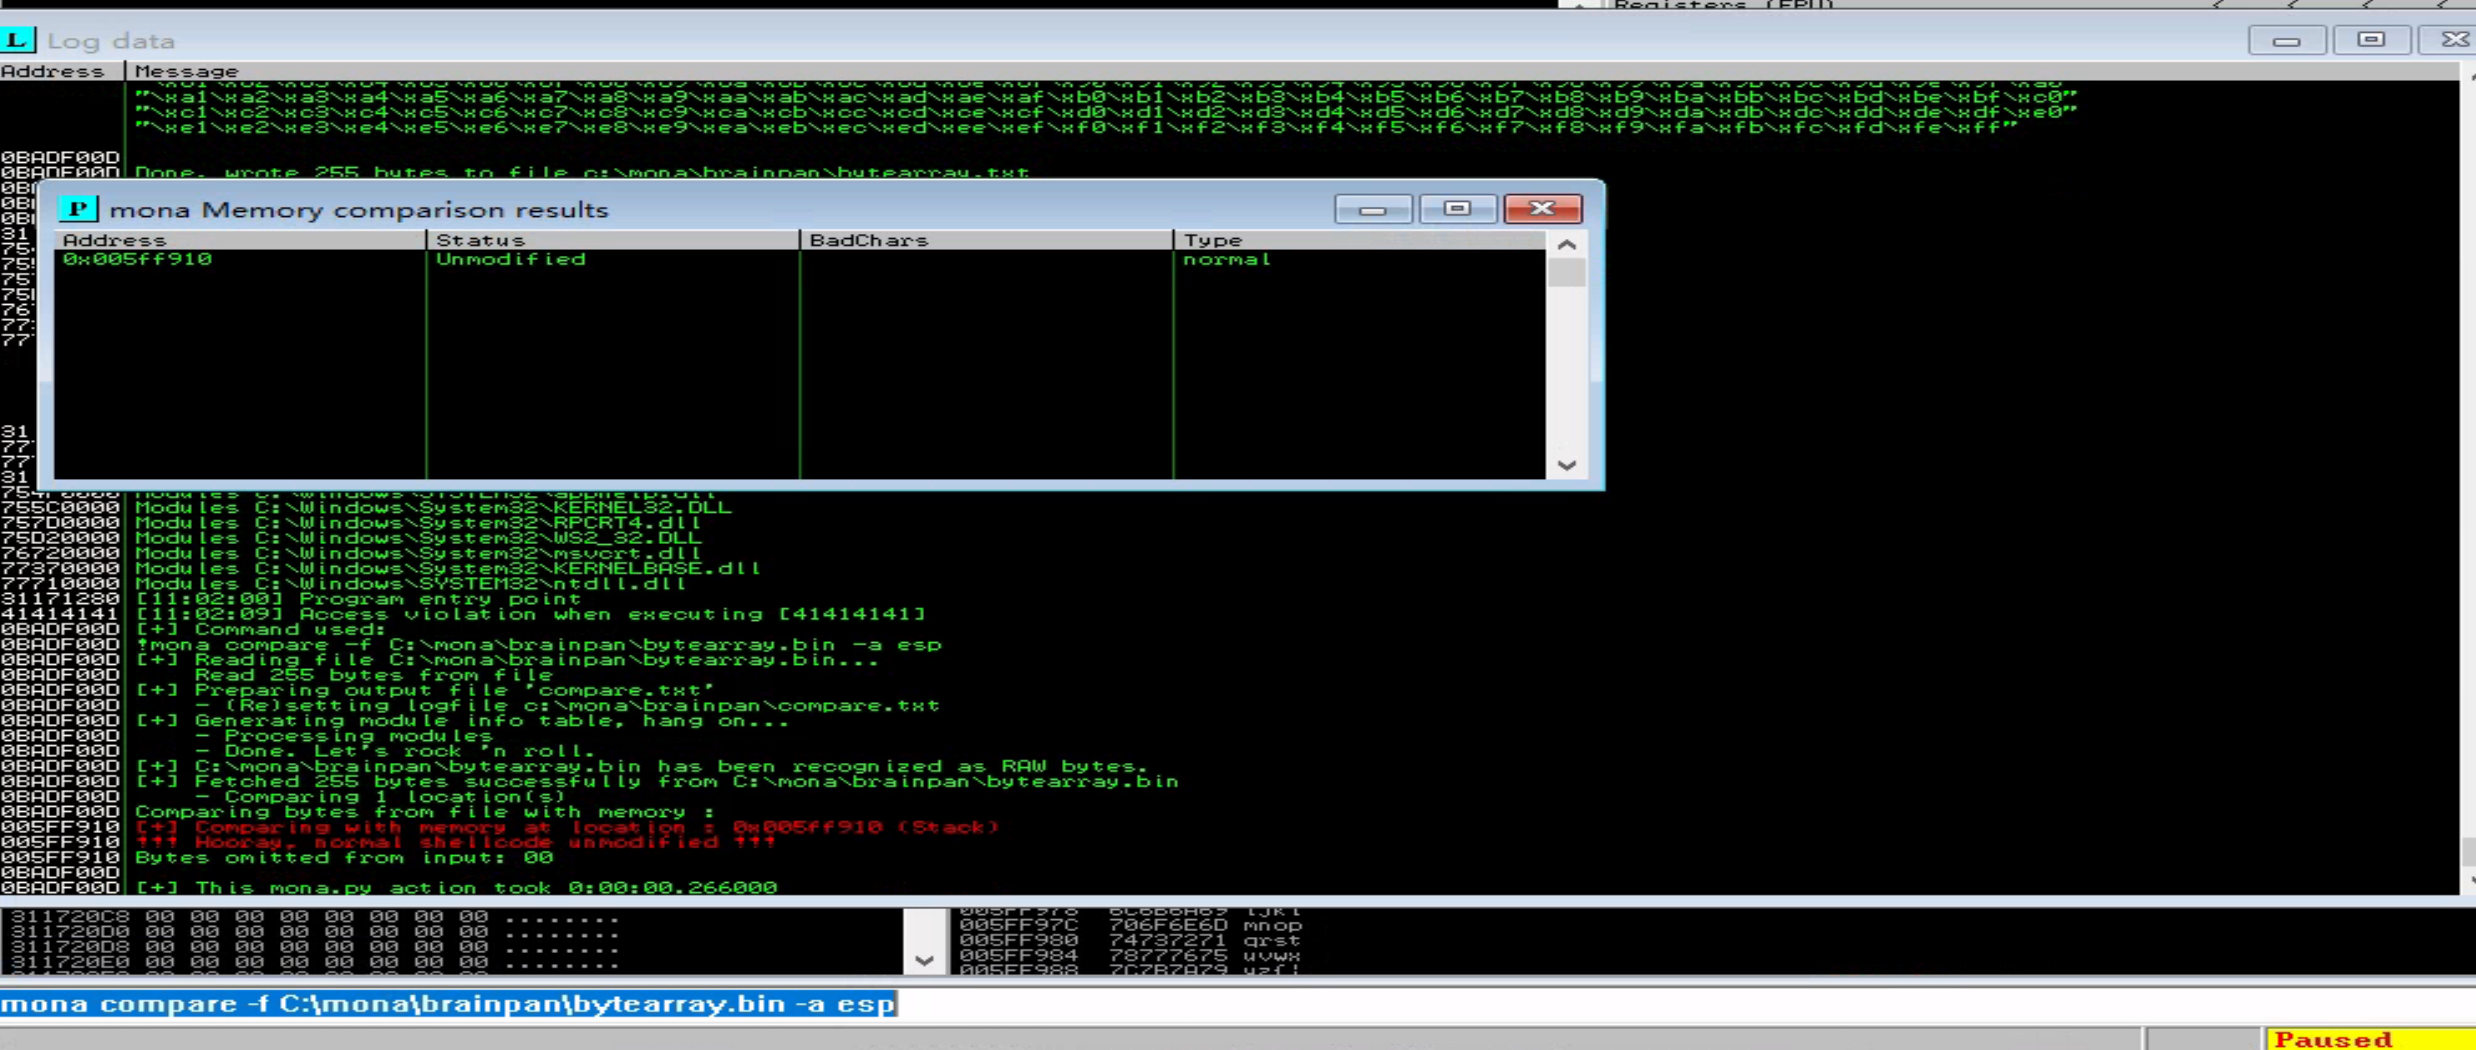 Registers (FPU)
Log data
Address Message
"\xa1\xa2\xa3\xa4\xa5\xa6\xa7\xa8\xa9\xaa\xab\xac\xad\xae\xaf\xb0\xb1\xb2\xb3\xb4\xb5\xb6\xb7\xb8\xb9\xba\xbb\xbc\xbd\xbe\xbf\xc0"
"\xc1\xc2\xc3\xc4\xc5\xc6\xc7\xc8\xc9\xca\xcb\xcc\xcd\xce\xcf\xd0\xd1\xd2\xd3\xd4\xd5\xd6\xd7\xd8\xd9\xda\xdb\xdc\xdd\xde\xdf\xe0"
"\xe1\xe2\xe3\xe4\xe5\xe6\xe7\xe8\xe9\xea\xeb\xec\xed\xee\xef\xf0\xf1\xf2\xf3\xf4\xf5\xf6\xf7\xf8\xf9\xfa\xfb\xfc\xfd\xfe\xff"
0BADF00D
0BADF00D Done, wrote 255 bytes to file c:\mona\brainpan\bytearray.txt
mona Memory comparison results
Address Status BadChars Type
0x005ff910 Unmodified normal
Modules C:\Windows\SYSTEM32\apphelp.dll
755C0000 Modules C:\Windows\System32\KERNEL32.DLL
757D0000 Modules C:\Windows\System32\RPCRT4.dll
75D20000 Modules C:\Windows\System32\WS2_32.DLL
76720000 Modules C:\Windows\System32\msvcrt.dll
77370000 Modules C:\Windows\System32\KERNELBASE.dll
77710000 Modules C:\Windows\SYSTEM32\ntdll.dll
31171280 [11:02:00] Program entry point
41414141 [11:02:09] Access violation when executing [41414141]
0BADF00D [+] Command used:
0BADF00D !mona compare -f C:\mona\brainpan\bytearray.bin -a esp
0BADF00D [+] Reading file C:\mona\brainpan\bytearray.bin...
0BADF00D Read 255 bytes from file
0BADF00D [+] Preparing output file 'compare.txt'
0BADF00D - (Re)setting logfile c:\mona\brainpan\compare.txt
0BADF00D [+] Generating module info table, hang on...
0BADF00D - Processing modules
0BADF00D - Done. Let's rock 'n roll.
0BADF00D [+] C:\mona\brainpan\bytearray.bin has been recognized as RAW bytes.
0BADF00D [+] Fetched 255 bytes successfully from C:\mona\brainpan\bytearray.bin
0BADF00D - Comparing 1 location(s)
0BADF00D Comparing bytes from file with memory :
005FF910 [+] Comparing with memory at location : 0x005ff910 (Stack)
005FF910 !!! Hooray, normal shellcode unmodified !!!
005FF910 Bytes omitted from input: 00
0BADF00D
0BADF00D [+] This mona.py action took 0:00:00.266000
311720C8 00 00 00 00 00 00 00 00 ........
311720D0 00 00 00 00 00 00 00 00 ........
311720D8 00 00 00 00 00 00 00 00 ........
311720E0 00 00 00 00 00 00 00 00 ........
005FF978 6C6B6A69 ijkl
005FF97C 706F6E6D mnop
005FF980 74737271 qrst
005FF984 78777675 uvwx
005FF988 7C7B7A79 yz{|
mona compare -f C:\mona\brainpan\bytearray.bin -a esp
Paused